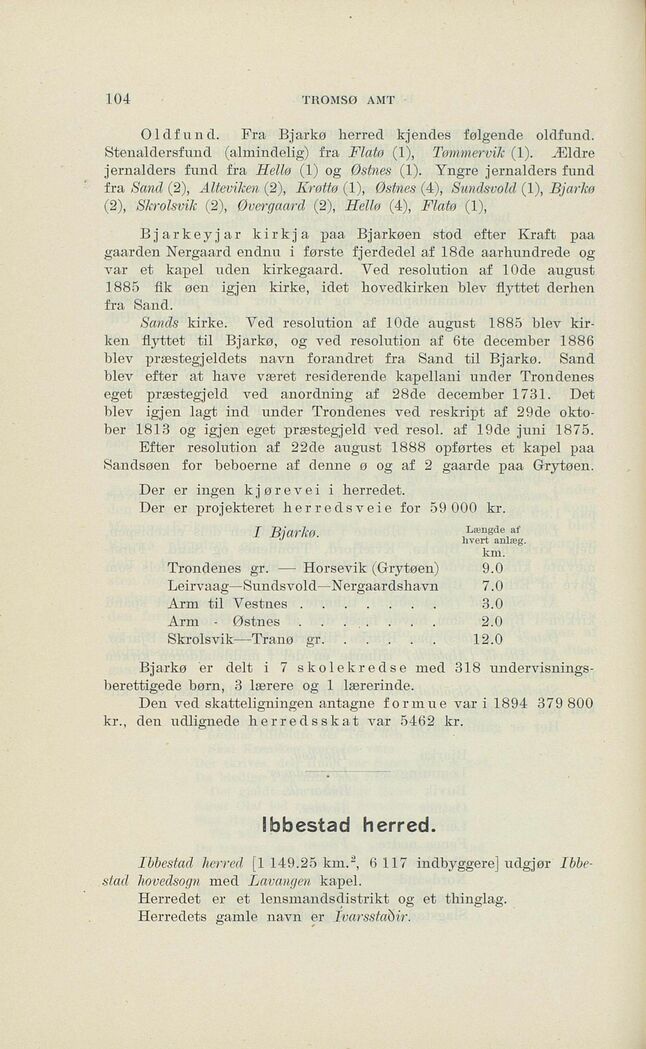 104 TROMSØ AMT
Oldfund. Fra Bjarkø herred kjendes følgende oldfund.
Stenaldersfund (almindelig) fra Flatø (1), Tømmervik (1). Ældre
jernalders fund fra Hellø (1) og Østnes (1). Yngre jernalders fund
fra Sand (2), Alteviken (2), Krøttø (1), Østnes (4), Sundsvold (1), Bjarkø
(2), Skrolsvik (2), Øvergaard (2), Hellø (4), Flatø (1),
Bjarkeyjar kirkja paa Bjarkøen stod efter Kraft paa
gaarden Nergaard endnu i første fjerdedel af 18de aarhundrede og
var et kapel uden kirkegaard. Ved resolution af 10de august
1885 fik øen igjen kirke, idet hovedkirken blev flyttet derhen
fra Sand.
Sands kirke. Ved resolution af 10de august 1885 blev kir-
ken flyttet til Bjarkø, og ved resolution af 6te december 1886
blev præstegjeldets navn forandret fra Sand til Bjarkø. Sand
blev efter at have været residerende kapellani under Trondenes
eget præstegjeld ved anordning af 28de december 1731. Det
blev igjen lagt ind under Trondenes ved reskript af 29de okto-
ber 1813 og igjen eget præstegjeld ved resol. af 19de juni 1875.
Efter resolution af 22de august 1888 opførtes et kapel paa
Sandsøen for beboerne af denne ø og af 2 gaarde paa Grytøen.
Der er ingen kjørevei i herredet.
Der er projekteret herredsveie for 59 000 kr.
I Bjarkø. Længde af
hvert anlæg.
km.
Trondenes gr. — Horsevik (Grytøen) 9.0
Leirvaag—Sundsvold—Nergaardshavn 7.0
Arm til Vestnes . . . . . . . 3.0
Arm - Østnes . . . . . . . 2.0
Skrolsvik—Tranø gr. . . . . . 12.0
Bjarkø er delt i 7 skolekredse med 318 undervisnings-
berettigede børn, 3 lærere og 1 lærerinde.
Den ved skatteligningen antagne formue var i 1894 379 800
kr., den udlignede herredsskat var 5462 kr.
Ibbestad herred.
Ibbestad herred [1 149.25 km.², 6 117 indbyggere] udgjør Ibbe-
stad hovedsogn med Lavangen kapel.
Herredet er et lensmandsdistrikt og et thinglag.
Herredets gamle navn er Ívarsstaðir.